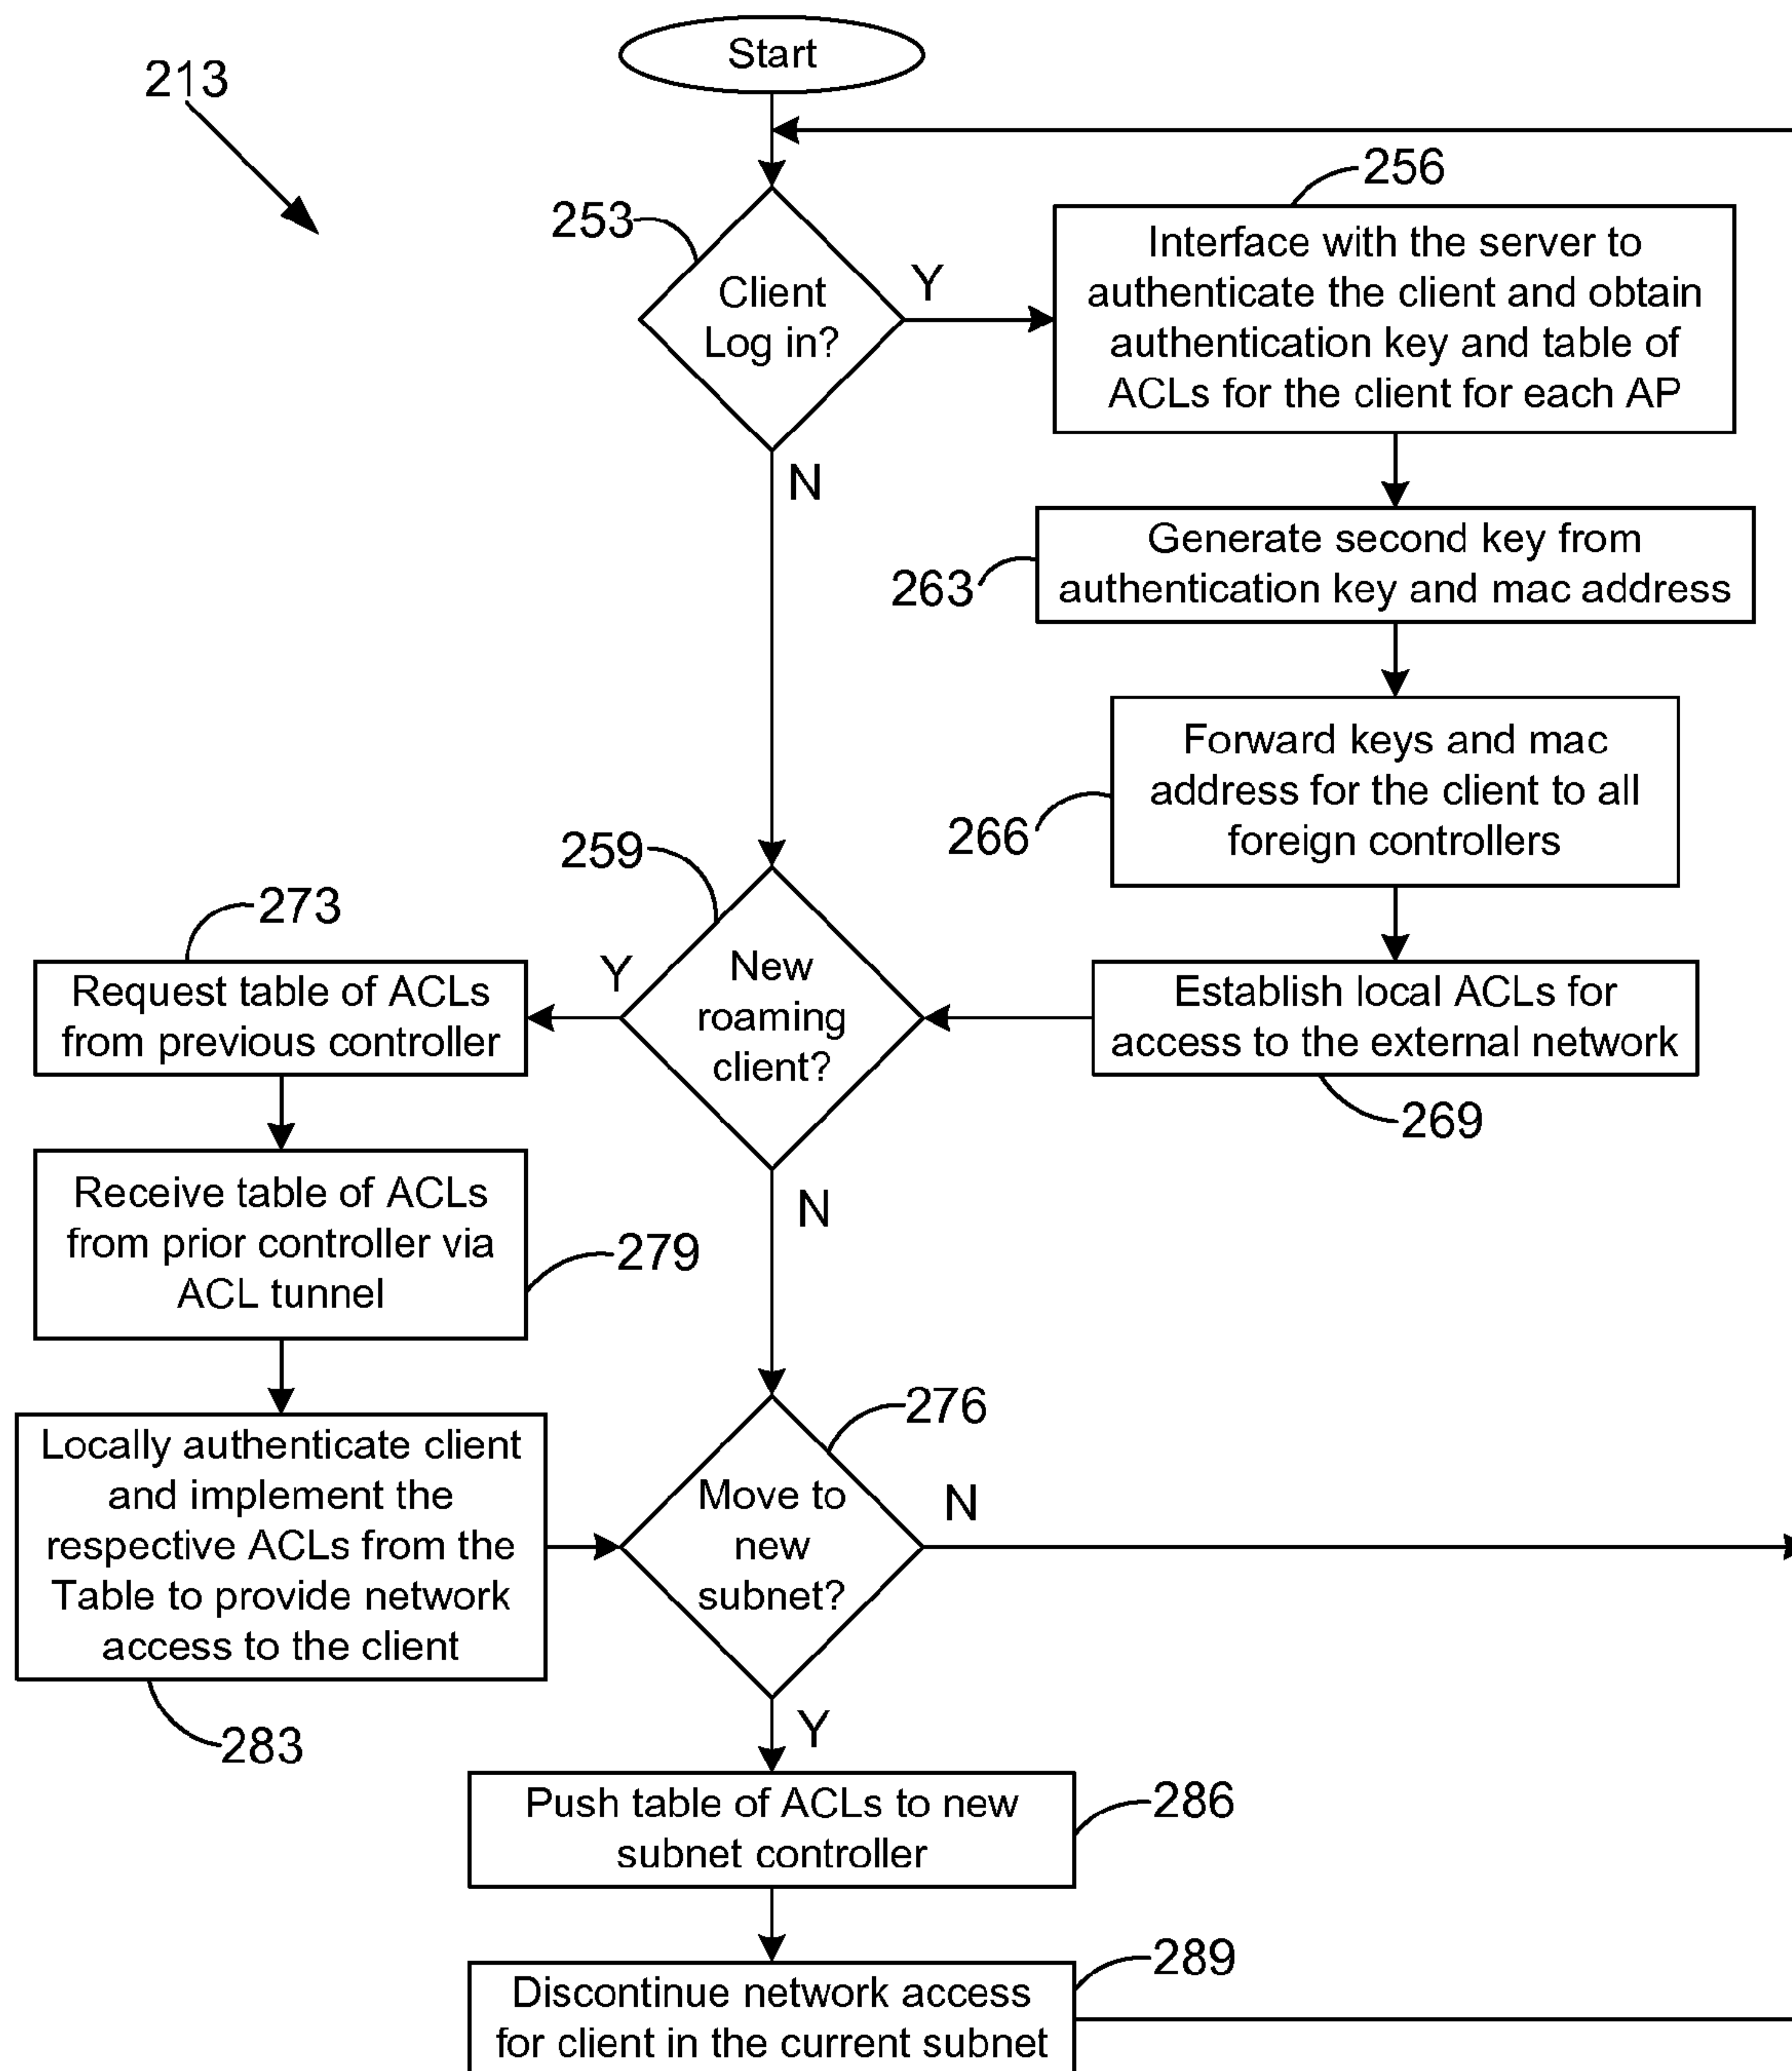 Start
213
253
Client
Log in?
Y
N
256
Interface with the server to
authenticate the client and obtain
authentication key and table of
ACLs for the client for each AP
263
Generate second key from
authentication key and mac address
266
Forward keys and mac
address for the client to all
foreign controllers
259
New
roaming
client?
Y
N
Establish local ACLs for
access to the external network
269
273
Request table of ACLs
from previous controller
Receive table of ACLs
from prior controller via
ACL tunnel
279
276
Move to
new
subnet?
N
Y
Locally authenticate client
and implement the
respective ACLs from the
Table to provide network
access to the client
283
Push table of ACLs to new
subnet controller
286
289
Discontinue network access
for client in the current subnet